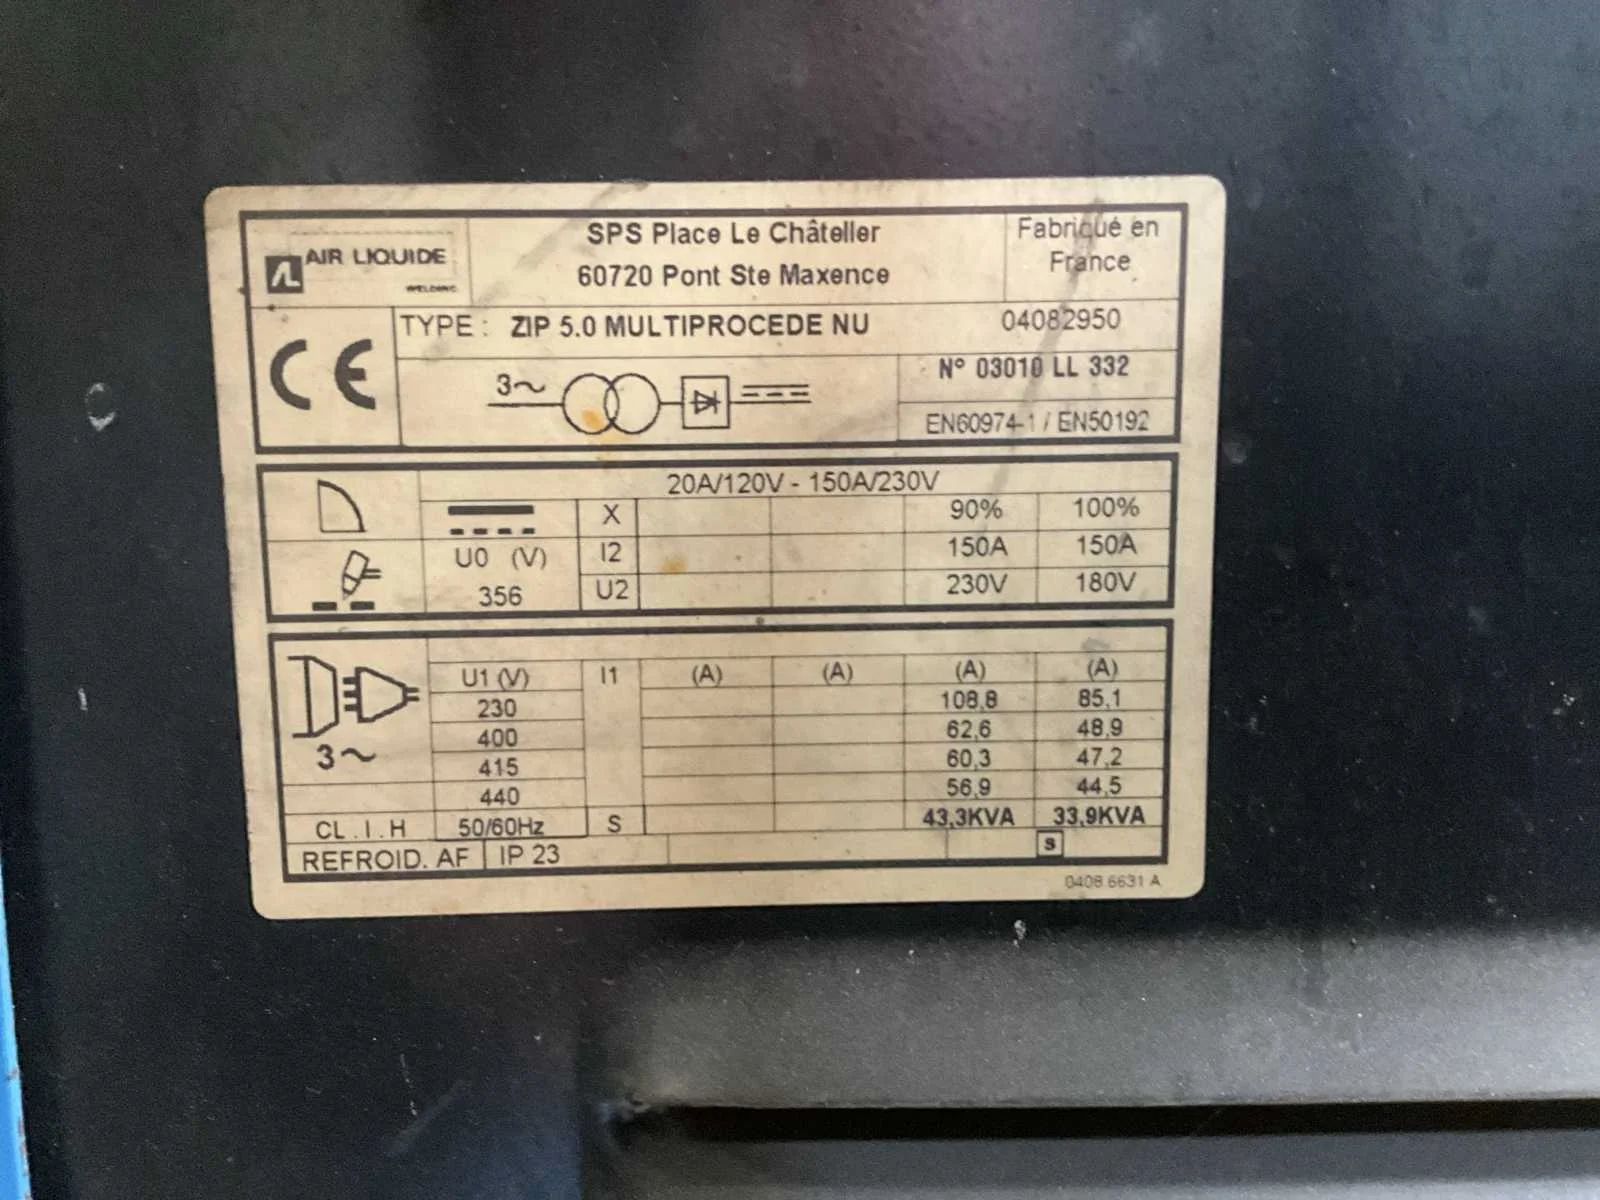 AIR LIQUIDE
WELDING
SPS Place Le Châteller
60720 Pont Ste Maxence
Fabriqué en
France
CE
TYPE : ZIP 5.0 MULTIPROCEDE NU
04082950
3~
N° 03010 LL 332
EN60974-1 / EN50192
20A/120V - 150A/230V
X 90% 100%
U0 (V) I2 150A 150A
356 U2 230V 180V
U1 (V) I1 (A) (A) (A) (A)
230 108,8 85,1
400 62,6 48,9
3~ 415 60,3 47,2
440 56,9 44,5
CL . I . H 50/60Hz S 43,3KVA 33,9KVA
REFROID. AF IP 23 S
0408 6631 A